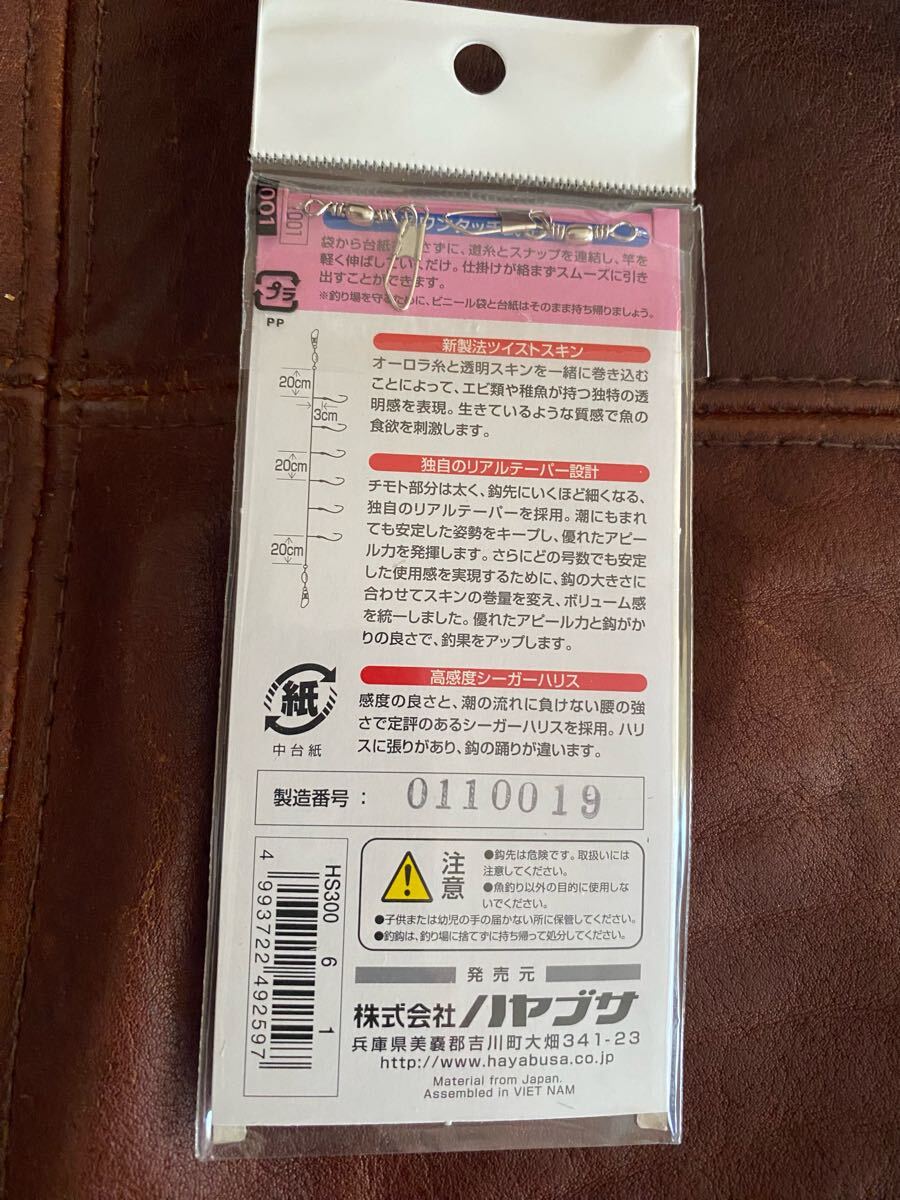 001
001
ワンタッチ
袋から台紙 さずに、道糸とスナップを連結し、竿を
軽く伸ばしていくだけ。仕掛けが絡まずスムーズに引き
出すことができます。
※釣り場を守るために、ビニール袋と台紙はそのまま持ち帰りましょう。
プラ
PP
新製法ツイストスキン
オーロラ糸と透明スキンを一緒に巻き込む
ことによって、エビ類や稚魚が持つ独特の透
明感を表現。生きているような質感で魚の
食欲を刺激します。
20cm
3cm
20cm
20cm
独自のリアルテーパー設計
チモト部分は太く、鈎先にいくほど細くなる、
独自のリアルテーパーを採用。潮にもまれ
ても安定した姿勢をキープし、優れたアピー
ル力を発揮します。さらにどの号数でも安定
した使用感を実現するために、鈎の大きさに
合わせてスキンの巻量を変え、ボリューム感
を統一しました。優れたアピール力と鈎がか
りの良さで、釣果をアップします。
紙
中台紙
高感度シーガーハリス
感度の良さと、潮の流れに負けない腰の強
さで定評のあるシーガーハリスを採用。ハリ
スに張りがあり、鈎の踊りが違います。
製造番号： 0110019
HS300 6 1
4 993722 492597
注意
●鈎先は危険です。取扱いには
注意してください。
●魚釣り以外の目的に使用しな
いでください。
●子供または幼児の手の届かない所に保管してください。
●釣鈎は、釣り場に捨てずに持ち帰って処分してください。
発売元
株式会社ハヤブサ
兵庫県美嚢郡吉川町大畑341-23
http://www.hayabusa.co.jp
Material from Japan.
Assembled in VIET NAM